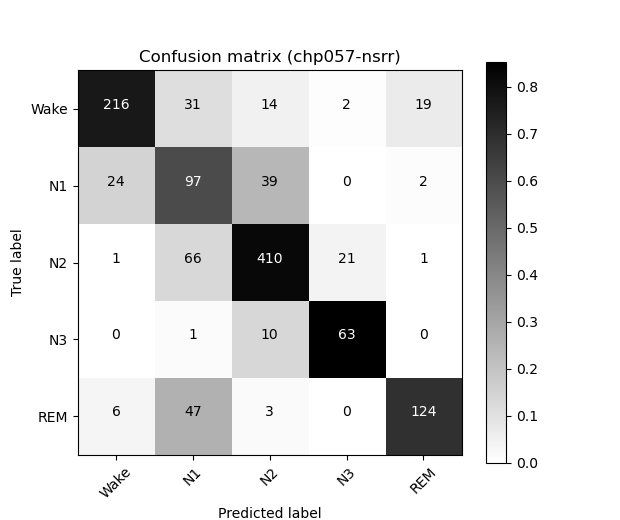 Confusion matrix (chp057-nsrr)
True label
Wake 216 31 14 2 19
N1 24 97 39 0 2
N2 1 66 410 21 1
N3 0 1 10 63 0
REM 6 47 3 0 124
Wake N1 N2 N3 REM
Predicted label
0.8
0.7
0.6
0.5
0.4
0.3
0.2
0.1
0.0